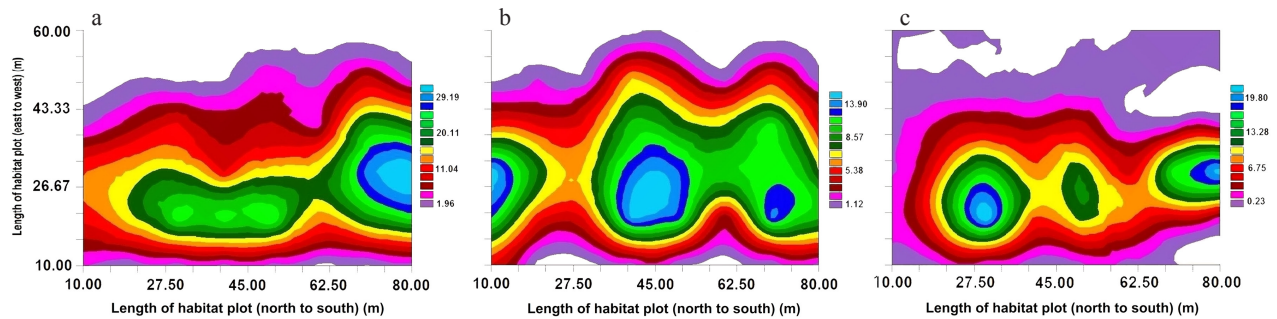 a
b
c
Length of habitat plot (east to west) (m)
60.00
43.33
26.67
10.00
10.00 27.50 45.00 62.50 80.00
Length of habitat plot (north to south) (m)
29.19
20.11
11.04
1.96
10.00 27.50 45.00 62.50 80.00
Length of habitat plot (north to south) (m)
13.90
8.57
5.38
1.12
10.00 27.50 45.00 62.50 80.00
Length of habitat plot (north to south) (m)
19.80
13.28
6.75
0.23